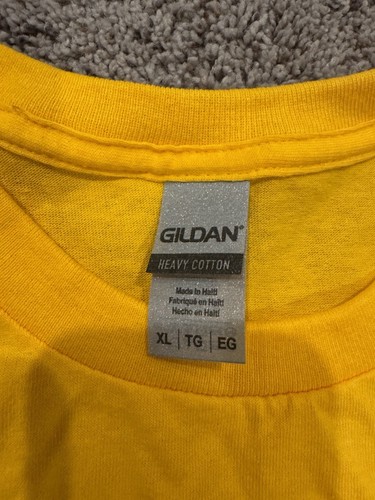 GILDAN®
HEAVY COTTON
Made in Haiti
Fabriqué en Haïti
Hecho en Haití
XL | TG | EG